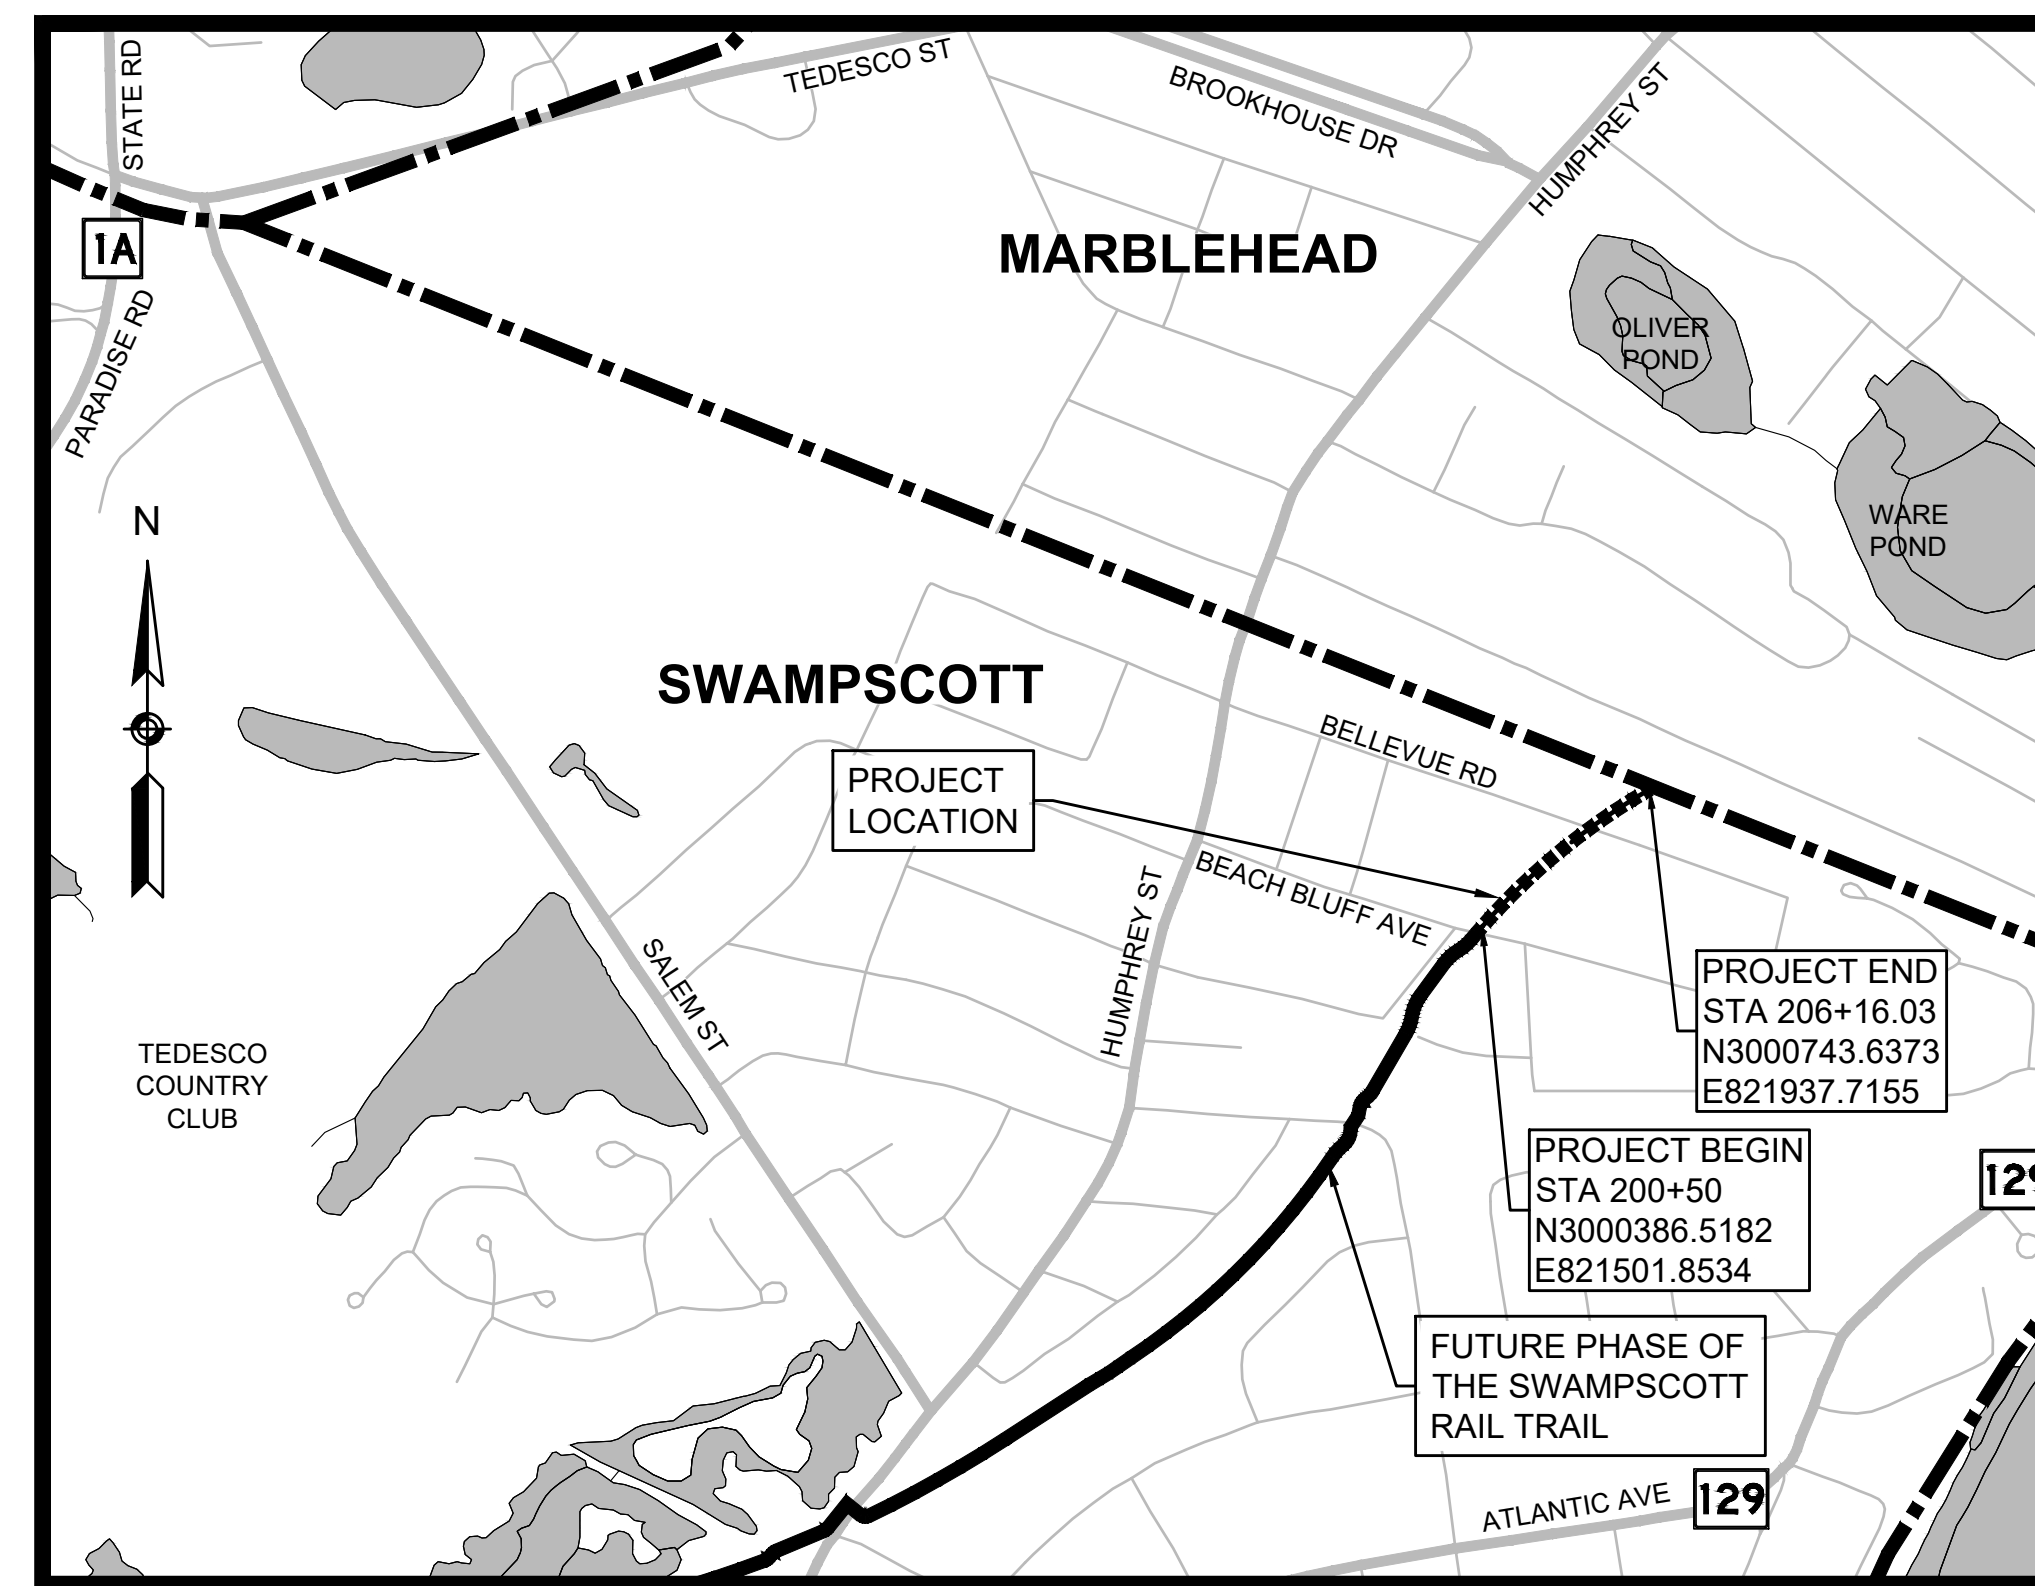 STATE RD
TEDESCO ST
BROOKHOUSE DR
HUMPHREY ST
1A
MARBLEHEAD
PARADISE RD
OLIVER
POND
N
WARE
POND
SWAMPSCOTT
BELLEVUE RD
PROJECT
LOCATION
BEACH BLUFF AVE
HUMPHREY ST
SALEM ST
PROJECT END
STA 206+16.03
N3000743.6373
E821937.7155
TEDESCO
COUNTRY
CLUB
PROJECT BEGIN
STA 200+50
N3000386.5182
E821501.8534
129
FUTURE PHASE OF
THE SWAMPSCOTT
RAIL TRAIL
ATLANTIC AVE
129